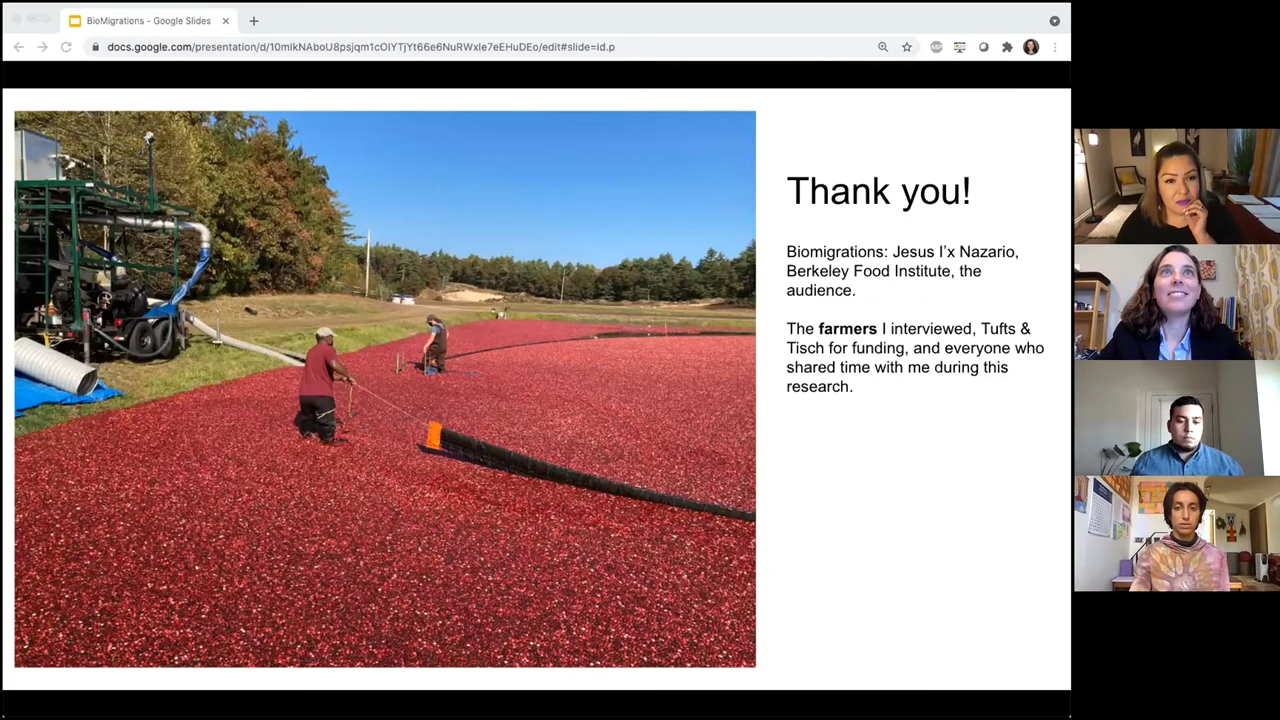 BioMigrations - Google Slides
docs.google.com/presentation/d/10mlkNAboU8psjqm1cOIYTjYt66e6NuRWxle7eEHuDEo/edit#slide=id.p
Thank you!
Biomigrations: Jesus I'x Nazario,
Berkeley Food Institute, the
audience.
The farmers I interviewed, Tufts &
Tisch for funding, and everyone who
shared time with me during this
research.